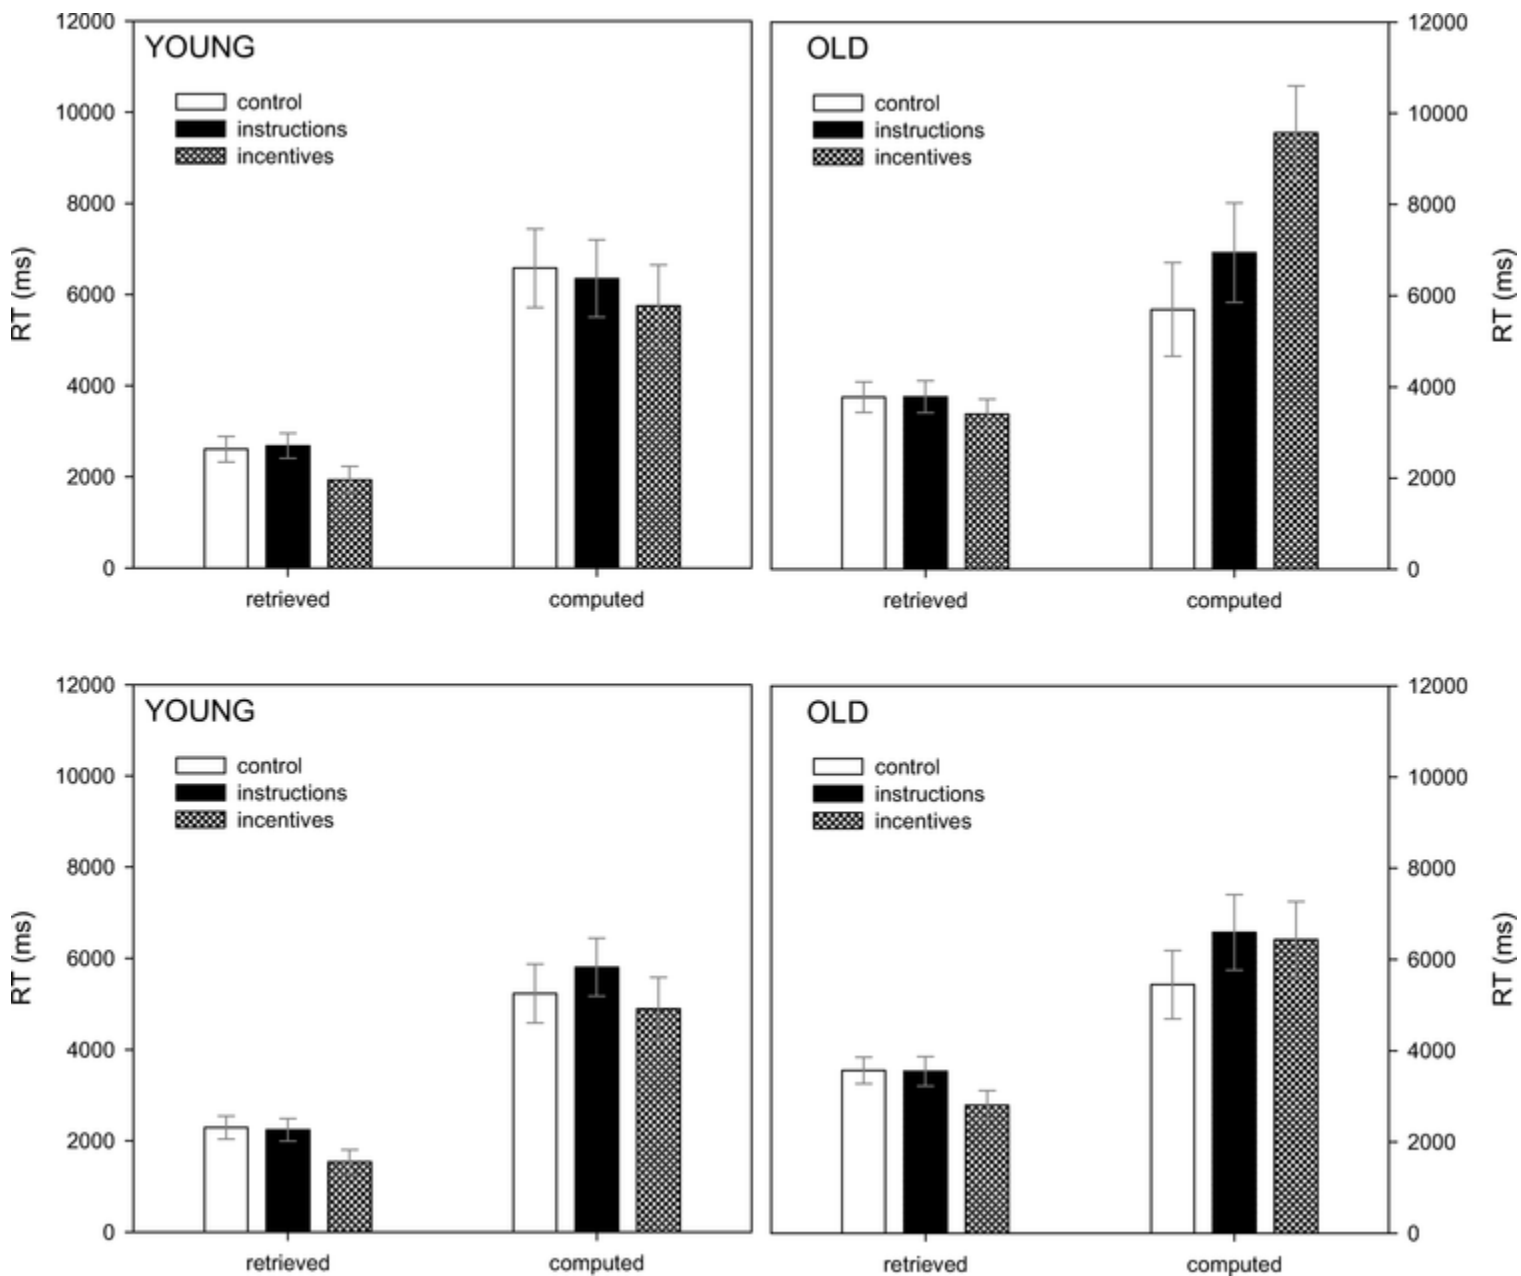 YOUNG
control
instructions
incentives
12000
10000
8000
6000
4000
2000
0
RT (ms)
retrieved
computed
OLD
control
instructions
incentives
12000
10000
8000
6000
4000
2000
0
RT (ms)
retrieved
computed
YOUNG
control
instructions
incentives
12000
10000
8000
6000
4000
2000
0
RT (ms)
retrieved
computed
OLD
control
instructions
incentives
12000
10000
8000
6000
4000
2000
0
RT (ms)
retrieved
computed